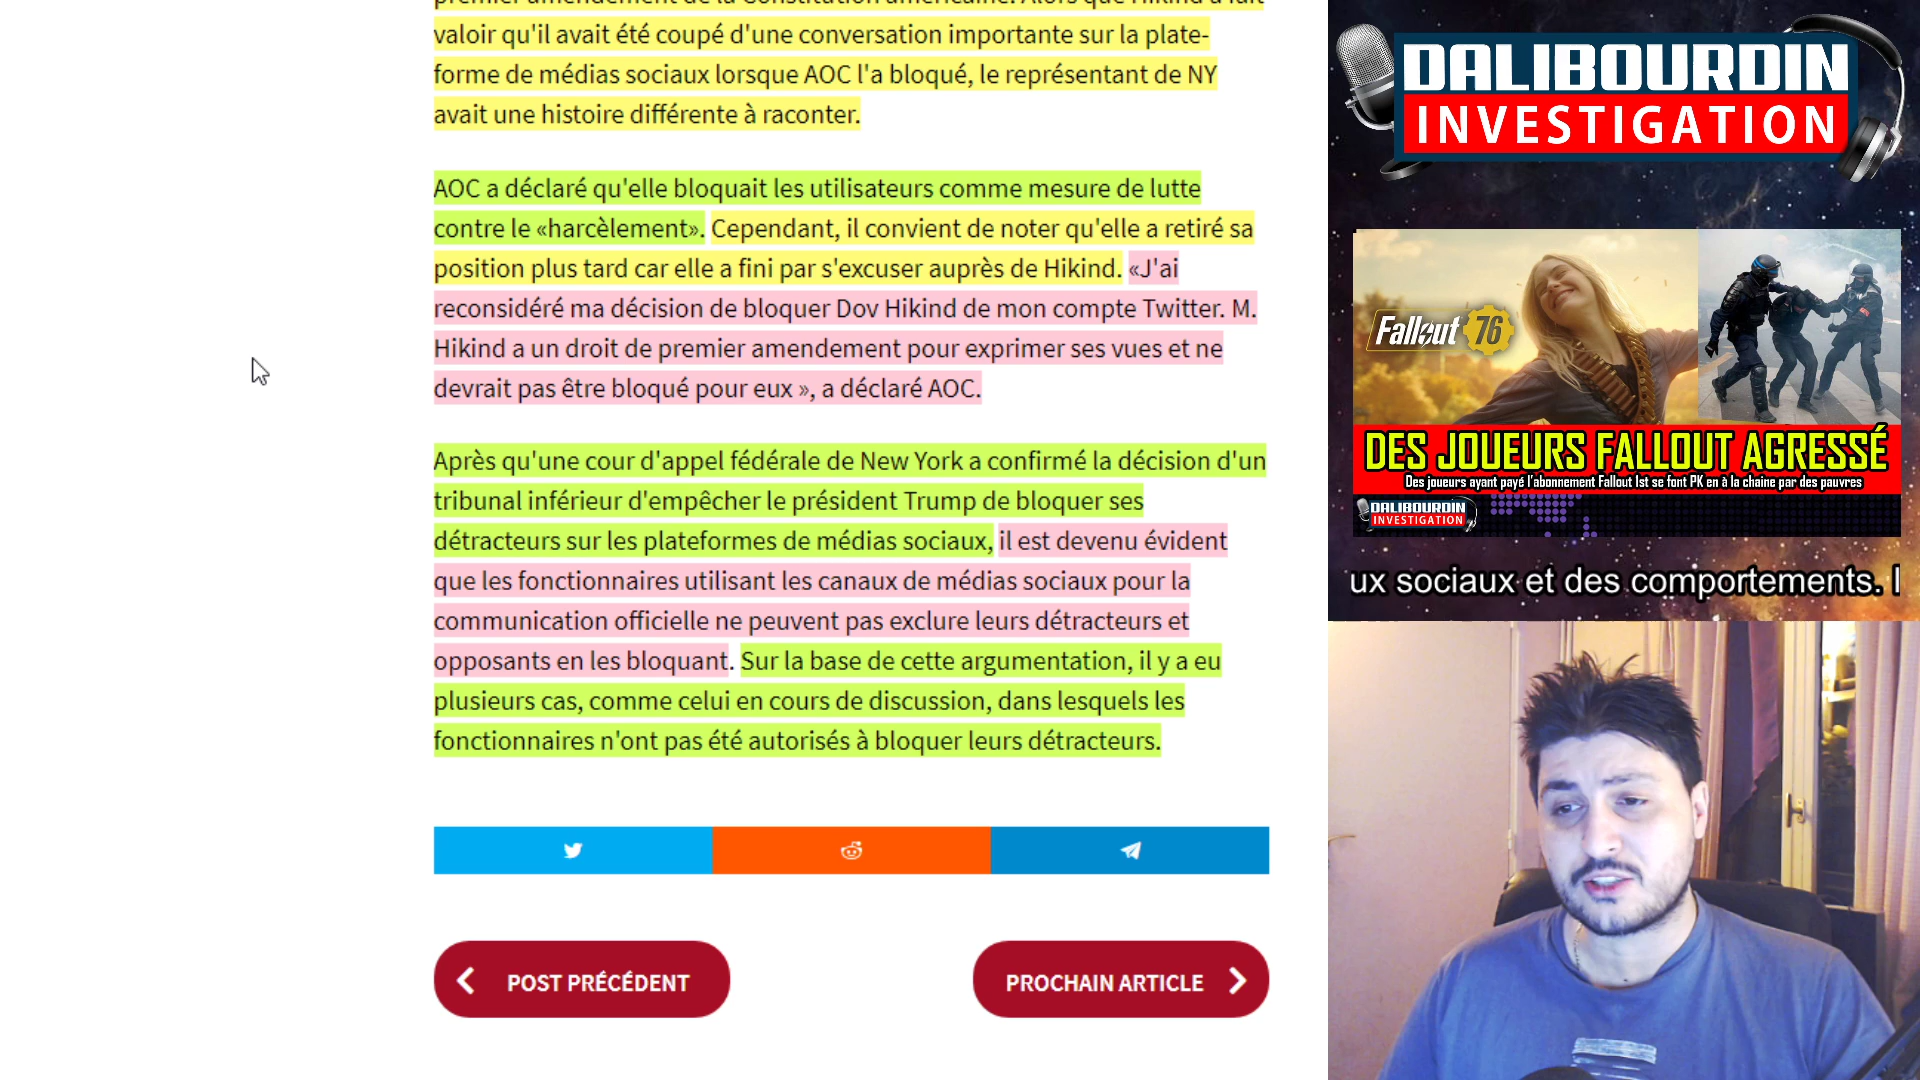 premier amendement de la Constitution américaine. Alors que Hikind a fait
valoir qu'il avait été coupé d'une conversation importante sur la plate-
forme de médias sociaux lorsque AOC l'a bloqué, le représentant de NY
avait une histoire différente à raconter.
AOC a déclaré qu'elle bloquait les utilisateurs comme mesure de lutte
contre le «harcèlement». Cependant, il convient de noter qu'elle a retiré sa
position plus tard car elle a fini par s'excuser auprès de Hikind. «J'ai
reconsidéré ma décision de bloquer Dov Hikind de mon compte Twitter. M.
Hikind a un droit de premier amendement pour exprimer ses vues et ne
devrait pas être bloqué pour eux », a déclaré AOC.
Après qu'une cour d'appel fédérale de New York a confirmé la décision d'un
tribunal inférieur d'empêcher le président Trump de bloquer ses
détracteurs sur les plateformes de médias sociaux, il est devenu évident
que les fonctionnaires utilisant les canaux de médias sociaux pour la
communication officielle ne peuvent pas exclure leurs détracteurs et
opposants en les bloquant. Sur la base de cette argumentation, il y a eu
plusieurs cas, comme celui en cours de discussion, dans lesquels les
fonctionnaires n'ont pas été autorisés à bloquer leurs détracteurs.
POST PRÉCÉDENT
PROCHAIN ARTICLE
DALIBOURDIN
INVESTIGATION
Fallout 76
DES JOUEURS FALLOUT AGRESSÉ
Des joueurs ayant payé l'abonnement Fallout 1st se font PK en à la chaine par des pauvres
DALIBOURDIN
INVESTIGATION
ux sociaux et des comportements.